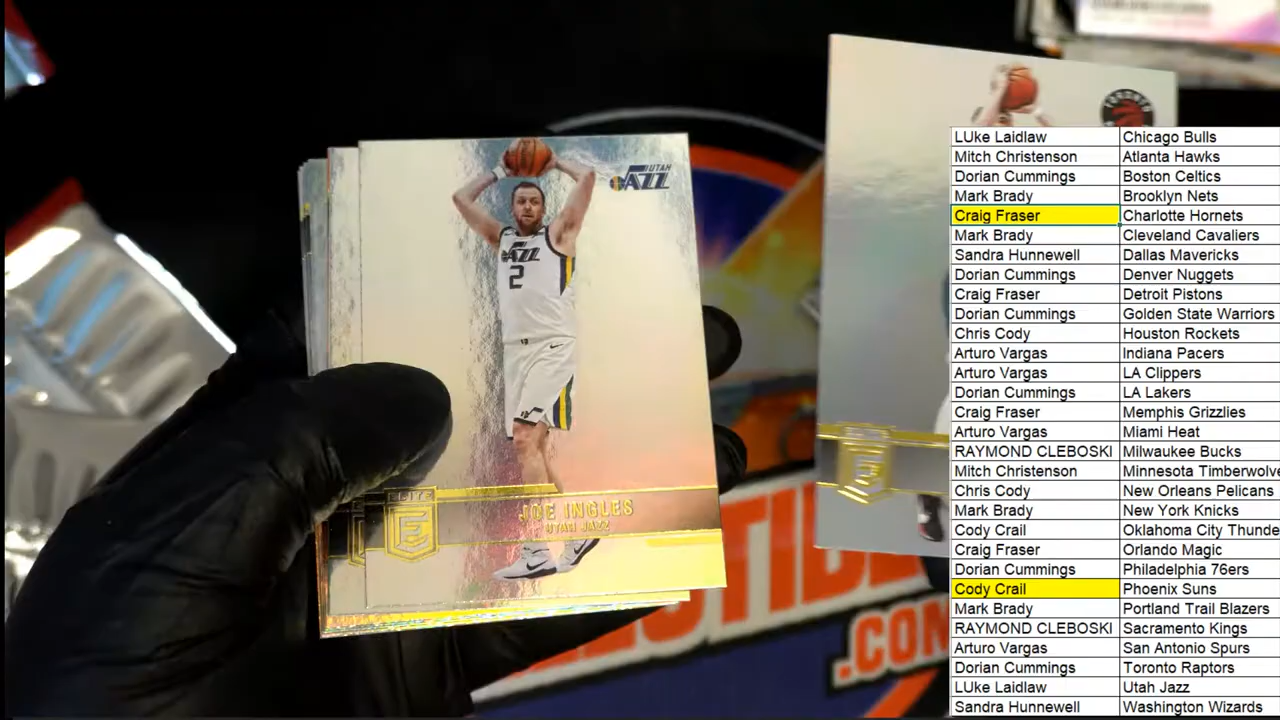 UTAH
JAZZ
JAZZ
2
ELITE
E
JOE INGLES
UTAH JAZZ
E
.COM
LUke Laidlaw Chicago Bulls
Mitch Christenson Atlanta Hawks
Dorian Cummings Boston Celtics
Mark Brady Brooklyn Nets
Craig Fraser Charlotte Hornets
Mark Brady Cleveland Cavaliers
Sandra Hunnewell Dallas Mavericks
Dorian Cummings Denver Nuggets
Craig Fraser Detroit Pistons
Dorian Cummings Golden State Warriors
Chris Cody Houston Rockets
Arturo Vargas Indiana Pacers
Arturo Vargas LA Clippers
Dorian Cummings LA Lakers
Craig Fraser Memphis Grizzlies
Arturo Vargas Miami Heat
RAYMOND CLEBOSKI Milwaukee Bucks
Mitch Christenson Minnesota Timberwolve
Chris Cody New Orleans Pelicans
Mark Brady New York Knicks
Cody Crail Oklahoma City Thunde
Craig Fraser Orlando Magic
Dorian Cummings Philadelphia 76ers
Cody Crail Phoenix Suns
Mark Brady Portland Trail Blazers
RAYMOND CLEBOSKI Sacramento Kings
Arturo Vargas San Antonio Spurs
Dorian Cummings Toronto Raptors
LUke Laidlaw Utah Jazz
Sandra Hunnewell Washington Wizards